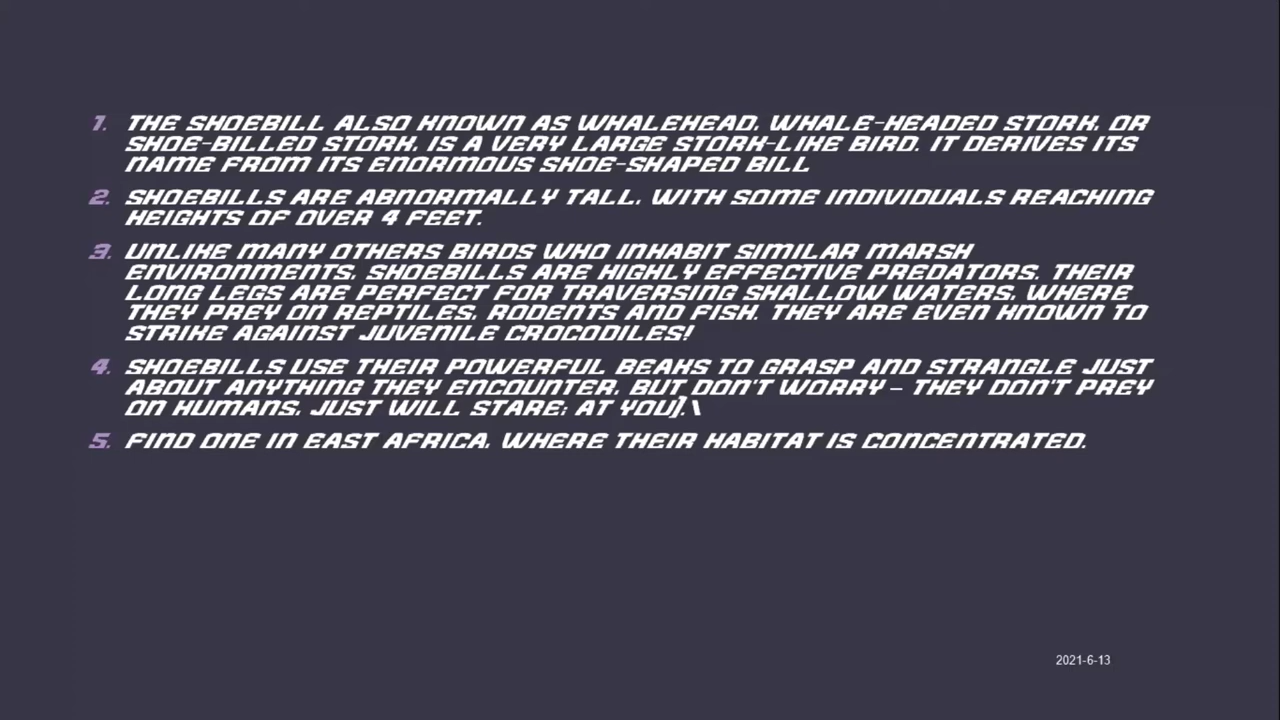 1. THE SHOEBILL ALSO KNOWN AS WHALEHEAD, WHALE-HEADED STORK, OR
SHOE-BILLED STORK, IS A VERY LARGE STORK-LIKE BIRD. IT DERIVES ITS
NAME FROM ITS ENORMOUS SHOE-SHAPED BILL
2. SHOEBILLS ARE ABNORMALLY TALL, WITH SOME INDIVIDUALS REACHING
HEIGHTS OF OVER 4 FEET.
3. UNLIKE MANY OTHERS BIRDS WHO INHABIT SIMILAR MARSH
ENVIRONMENTS, SHOEBILLS ARE HIGHLY EFFECTIVE PREDATORS. THEIR
LONG LEGS ARE PERFECT FOR TRAVERSING SHALLOW WATERS, WHERE
THEY PREY ON REPTILES, RODENTS AND FISH. THEY ARE EVEN KNOWN TO
STRIKE AGAINST JUVENILE CROCODILES!
4. SHOEBILLS USE THEIR POWERFUL BEAKS TO GRASP AND STRANGLE JUST
ABOUT ANYTHING THEY ENCOUNTER, BUT DON'T WORRY – THEY DON'T PREY
ON HUMANS, JUST WILL STARE; AT YOU].\
5. FIND ONE IN EAST AFRICA, WHERE THEIR HABITAT IS CONCENTRATED.
2021-6-13